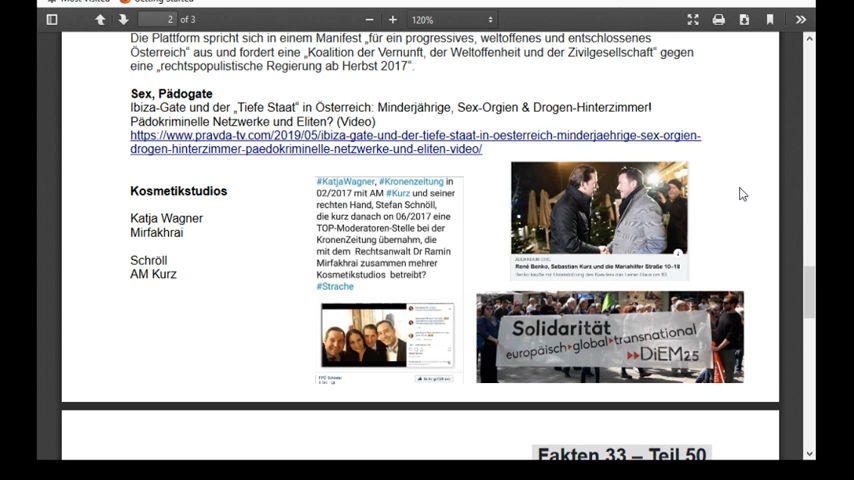 2 of 3
120%
Die Plattform spricht sich in einem Manifest „für ein progressives, weltoffenes und entschlossenes
Österreich“ aus und fordert eine „Koalition der Vernunft, der Weltoffenheit und der Zivilgesellschaft“ gegen
eine „rechtspopulistische Regierung ab Herbst 2017“.
Sex, Pädogate
Ibiza-Gate und der „Tiefe Staat“ in Österreich: Minderjährige, Sex-Orgien & Drogen-Hinterzimmer!
Pädokriminelle Netzwerke und Eliten? (Video)
https://www.pravda-tv.com/2019/05/ibiza-gate-und-der-tiefe-staat-in-oesterreich-minderjaehrige-sex-orgien-
drogen-hinterzimmer-paedokriminelle-netzwerke-und-eliten-video/
Kosmetikstudios
Katja Wagner
Mirfakhrai
Schröll
AM Kurz
#KatjaWagner, #Kronenzeitung in
02/2017 mit AM #Kurz und seiner
rechten Hand, Stefan Schnöll,
die kurz danach on 06/2017 eine
TOP-Moderatoren-Stelle bei der
KronenZeitung übernahm, die
mit dem Rechtsanwalt Dr Ramin
Mirfakhrai zusammen mehrer
Kosmetikstudios betreibt?
#Strache
René Benko, Sebastian Kurz und die Mariahilfer Straße 10–18
Solidarität
europäisch global transnational
DiEM25
Fakten 33 – Teil 50